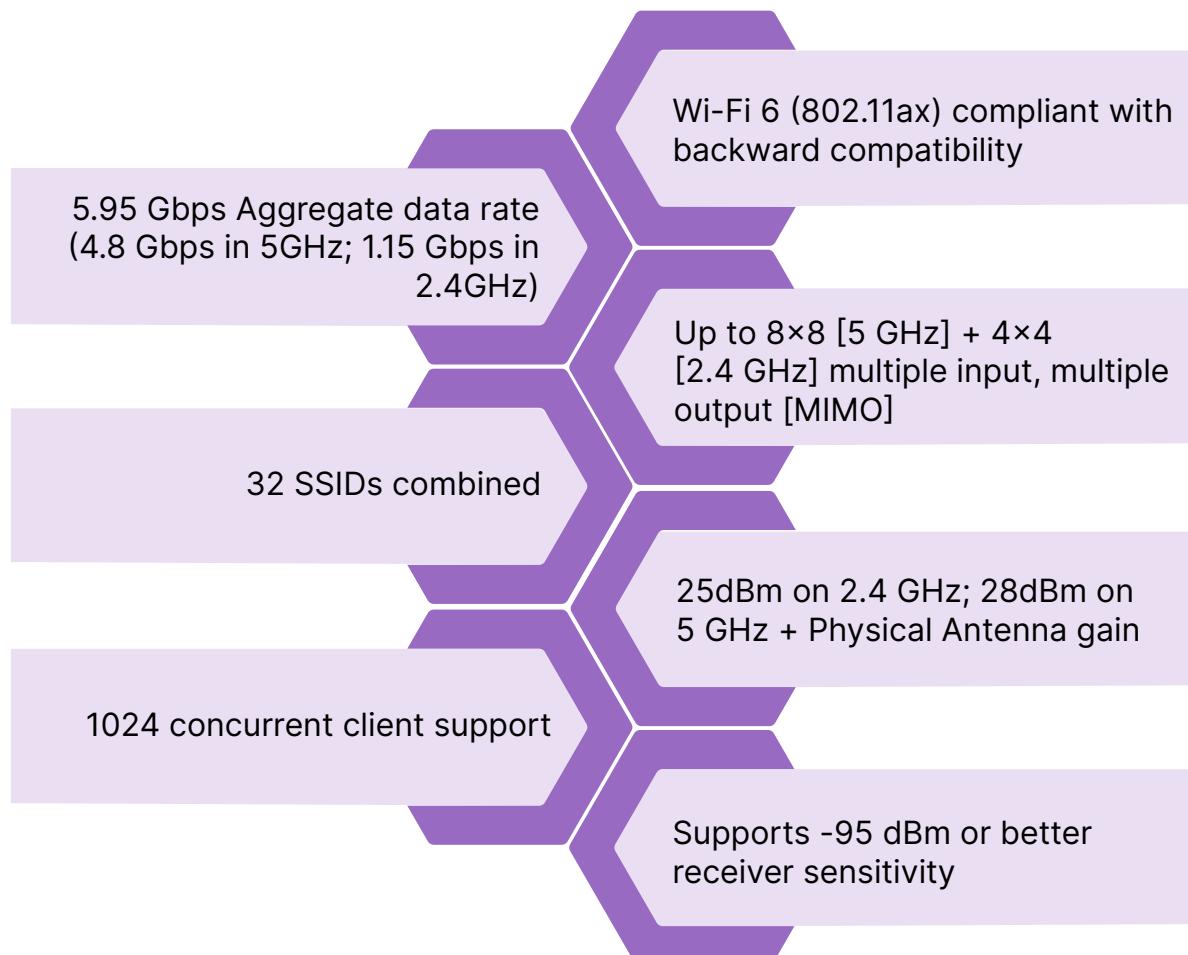 Wi-Fi 6 (802.11ax) compliant with
backward compatibility
5.95 Gbps Aggregate data rate
(4.8 Gbps in 5GHz; 1.15 Gbps in
2.4GHz)
Up to 8×8 [5 GHz] + 4×4
[2.4 GHz] multiple input, multiple
output [MIMO]
32 SSIDs combined
25dBm on 2.4 GHz; 28dBm on
5 GHz + Physical Antenna gain
1024 concurrent client support
Supports -95 dBm or better
receiver sensitivity